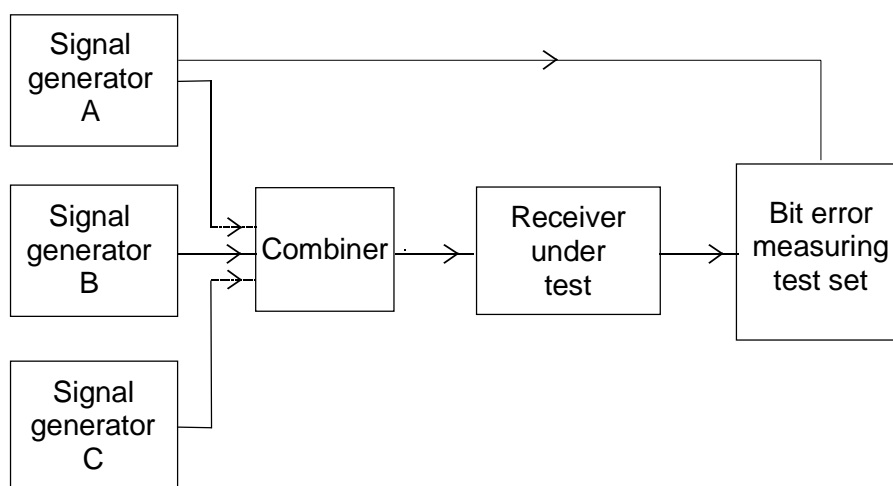 Signal
generator
A
Signal
generator
B
Signal
generator
C
Combiner
Receiver
under
test
Bit error
measuring
test set